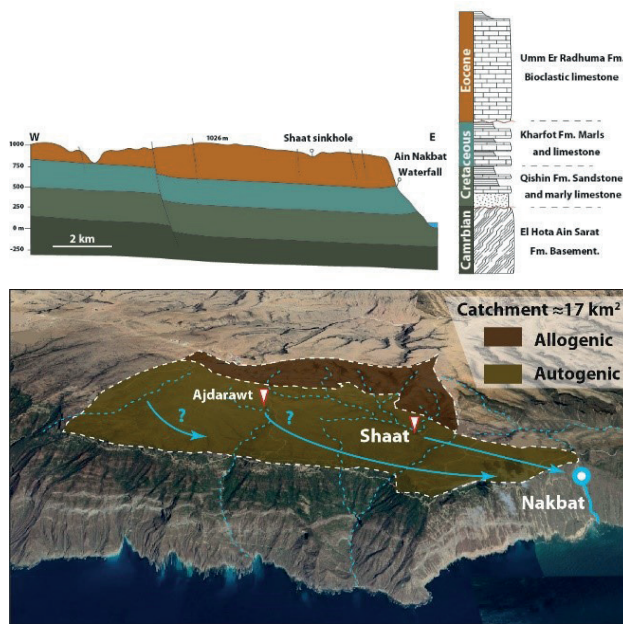 W
1026 m
Shaat sinkhole
E
Ain Nakbat
Waterfall
1000
750
500
250
0 m
-250
2 km
Eocene
Cretaceous
Camrbian
Umm Er Radhuma Fm.
Bioclastic limestone
Kharfot Fm. Marls
and limestone
Qishin Fm. Sandstone
and marly limestone
El Hota Ain Sarat
Fm. Basement.
Catchment ≈17 km²
Allogenic
Autogenic
Ajdarawt
?
?
Shaat
Nakbat